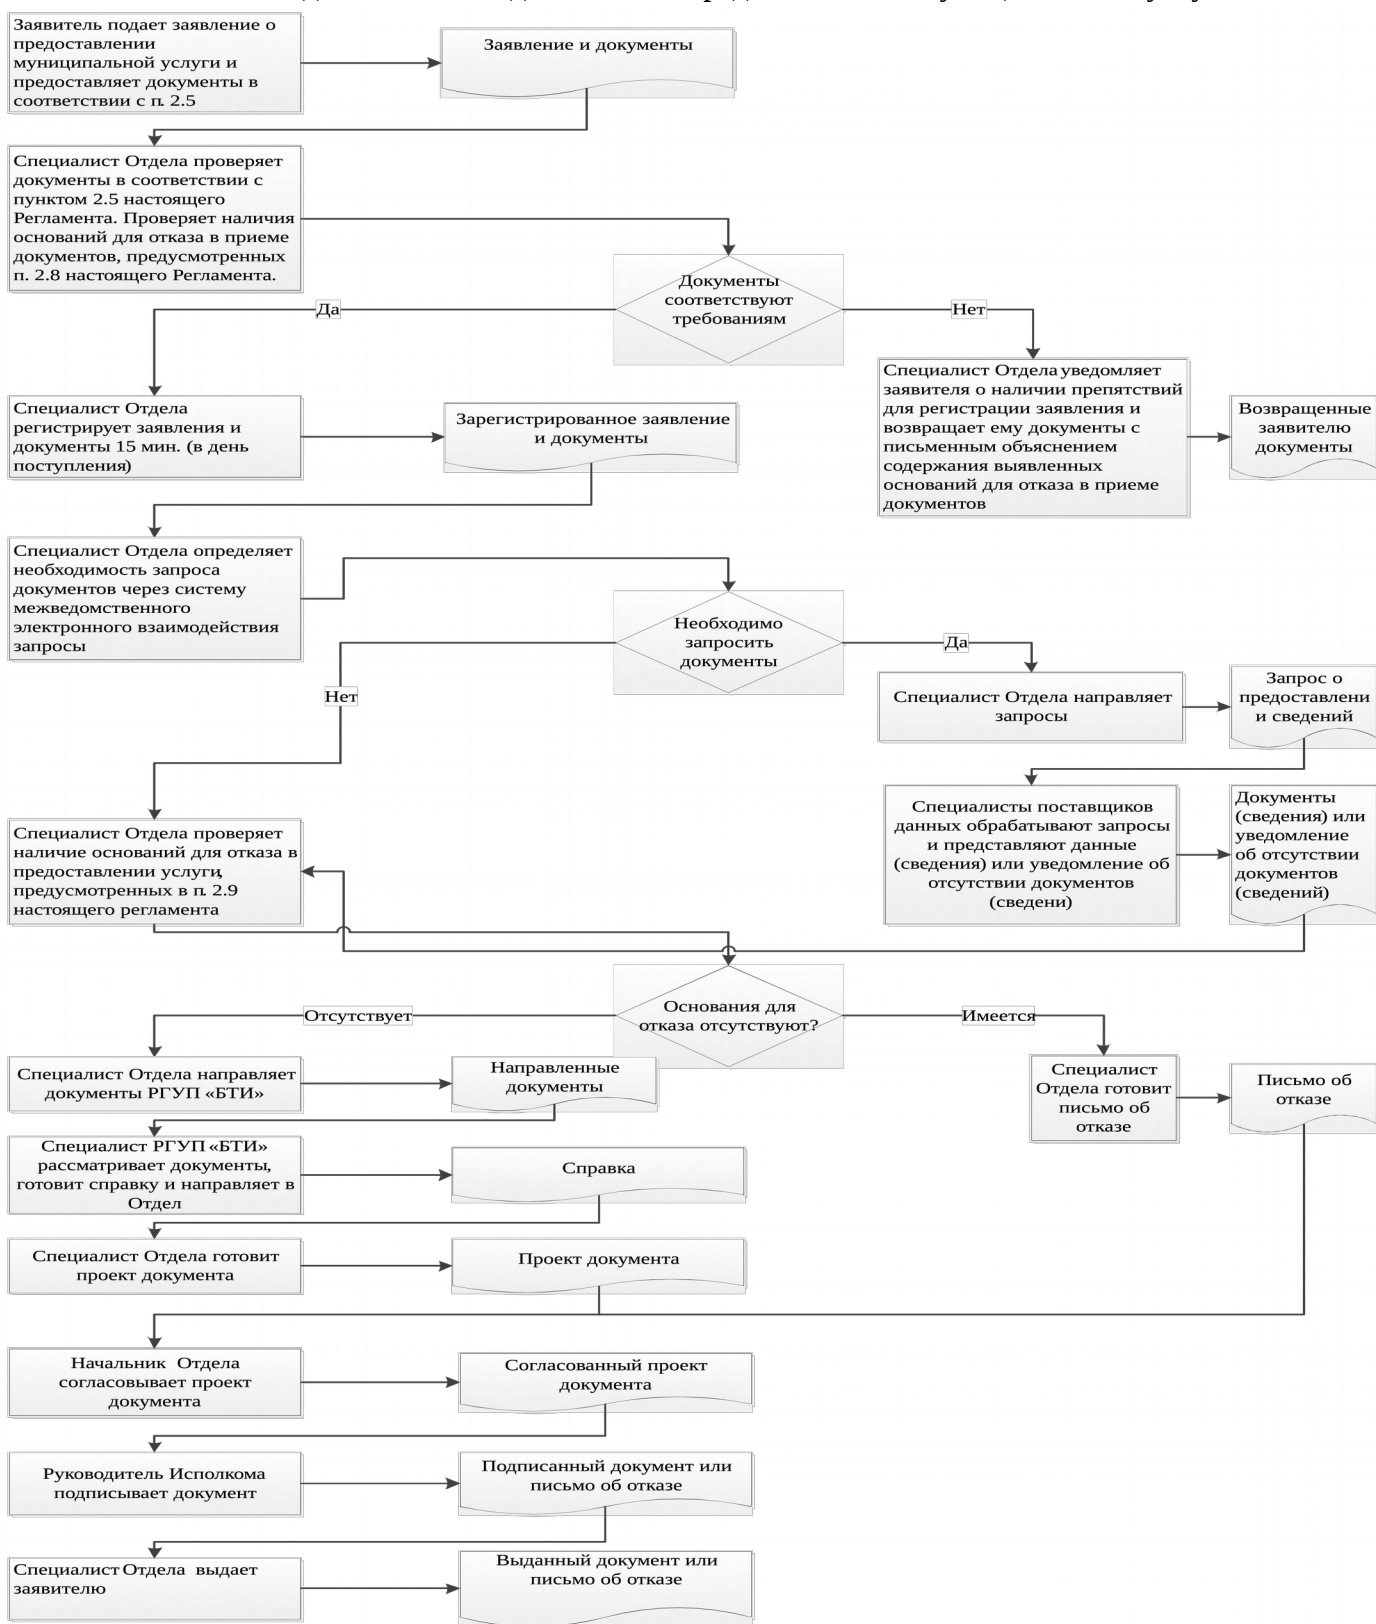 Заявитель подает заявление о
предоставлении
муниципальной услуги и
предоставляет документы в
соответствии с п. 2.5
Заявление и документы
Специалист Отдела проверяет
документы в соответствии с
пунктом 2.5 настоящего
Регламента. Проверяет наличия
оснований для отказа в приеме
документов, предусмотренных
п. 2.8 настоящего Регламента.
Документы
соответствуют
требованиям
Да
Нет
Специалист Отдела уведомляет
заявителя о наличии препятствий
для регистрации заявления и
возвращает ему документы с
письменным объяснением
содержания выявленных
оснований для отказа в приеме
документов
Возвращенные
заявителю
документы
Специалист Отдела
регистрирует заявления и
документы 15 мин. (в день
поступления)
Зарегистрированное заявление
и документы
Специалист Отдела определяет
необходимость запроса
документов через систему
межведомственного
электронного взаимодействия
запросы
Необходимо
запросить
документы
Да
Нет
Специалист Отдела направляет
запросы
Запрос о
предоставлени
и сведений
Специалисты поставщиков
данных обрабатывают запросы
и представляют данные
(сведения) или уведомление об
отсутствии документов
(сведени)
Документы
(сведения) или
уведомление
об отсутствии
документов
(сведений)
Специалист Отдела проверяет
наличие оснований для отказа в
предоставлении услуги,
предусмотренных в п. 2.9
настоящего регламента
Основания для
отказа отсутствуют?
Отсутствует
Имеется
Специалист Отдела направляет
документы РГУП «БТИ»
Направленные
документы
Специалист
Отдела готовит
письмо об
отказе
Письмо об
отказе
Специалист РГУП «БТИ»
рассматривает документы,
готовит справку и направляет в
Отдел
Справка
Специалист Отдела готовит
проект документа
Проект документа
Начальник Отдела
согласовывает проект
документа
Согласованный проект
документа
Руководитель Исполкома
подписывает документ
Подписанный документ или
письмо об отказе
Специалист Отдела выдает
заявителю
Выданный документ или
письмо об отказе